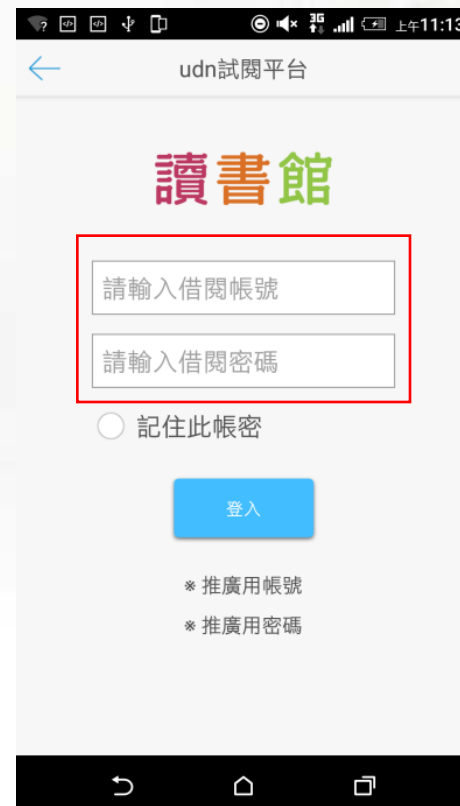 3G 上午11:13
udn試閱平台
讀書館
請輸入借閱帳號
請輸入借閱密碼
記住此帳密
登入
※ 推廣用帳號
※ 推廣用密碼